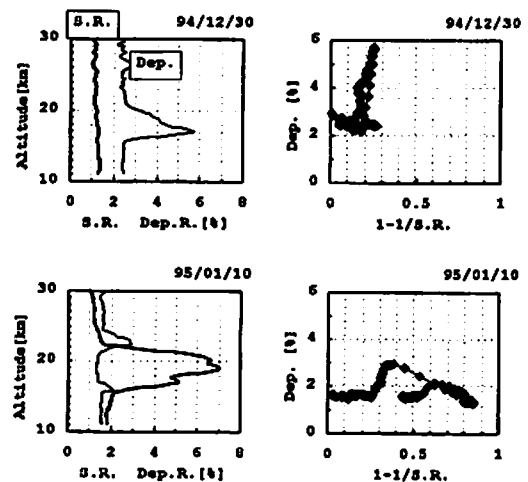 94/12/30
S.R.
Dep.
30
20
10
Altitude[km]
0 2 4 6 8
S.R. Dep.R.[%]
94/12/30
6
4
2
0
Dep. [%]
0 0.5 1
1-1/S.R.
95/01/10
30
20
10
Altitude[km]
0 2 4 6 8
S.R. Dep.R.[%]
95/01/10
6
4
2
0
Dep. [%]
0 0.5 1
1-1/S.R.